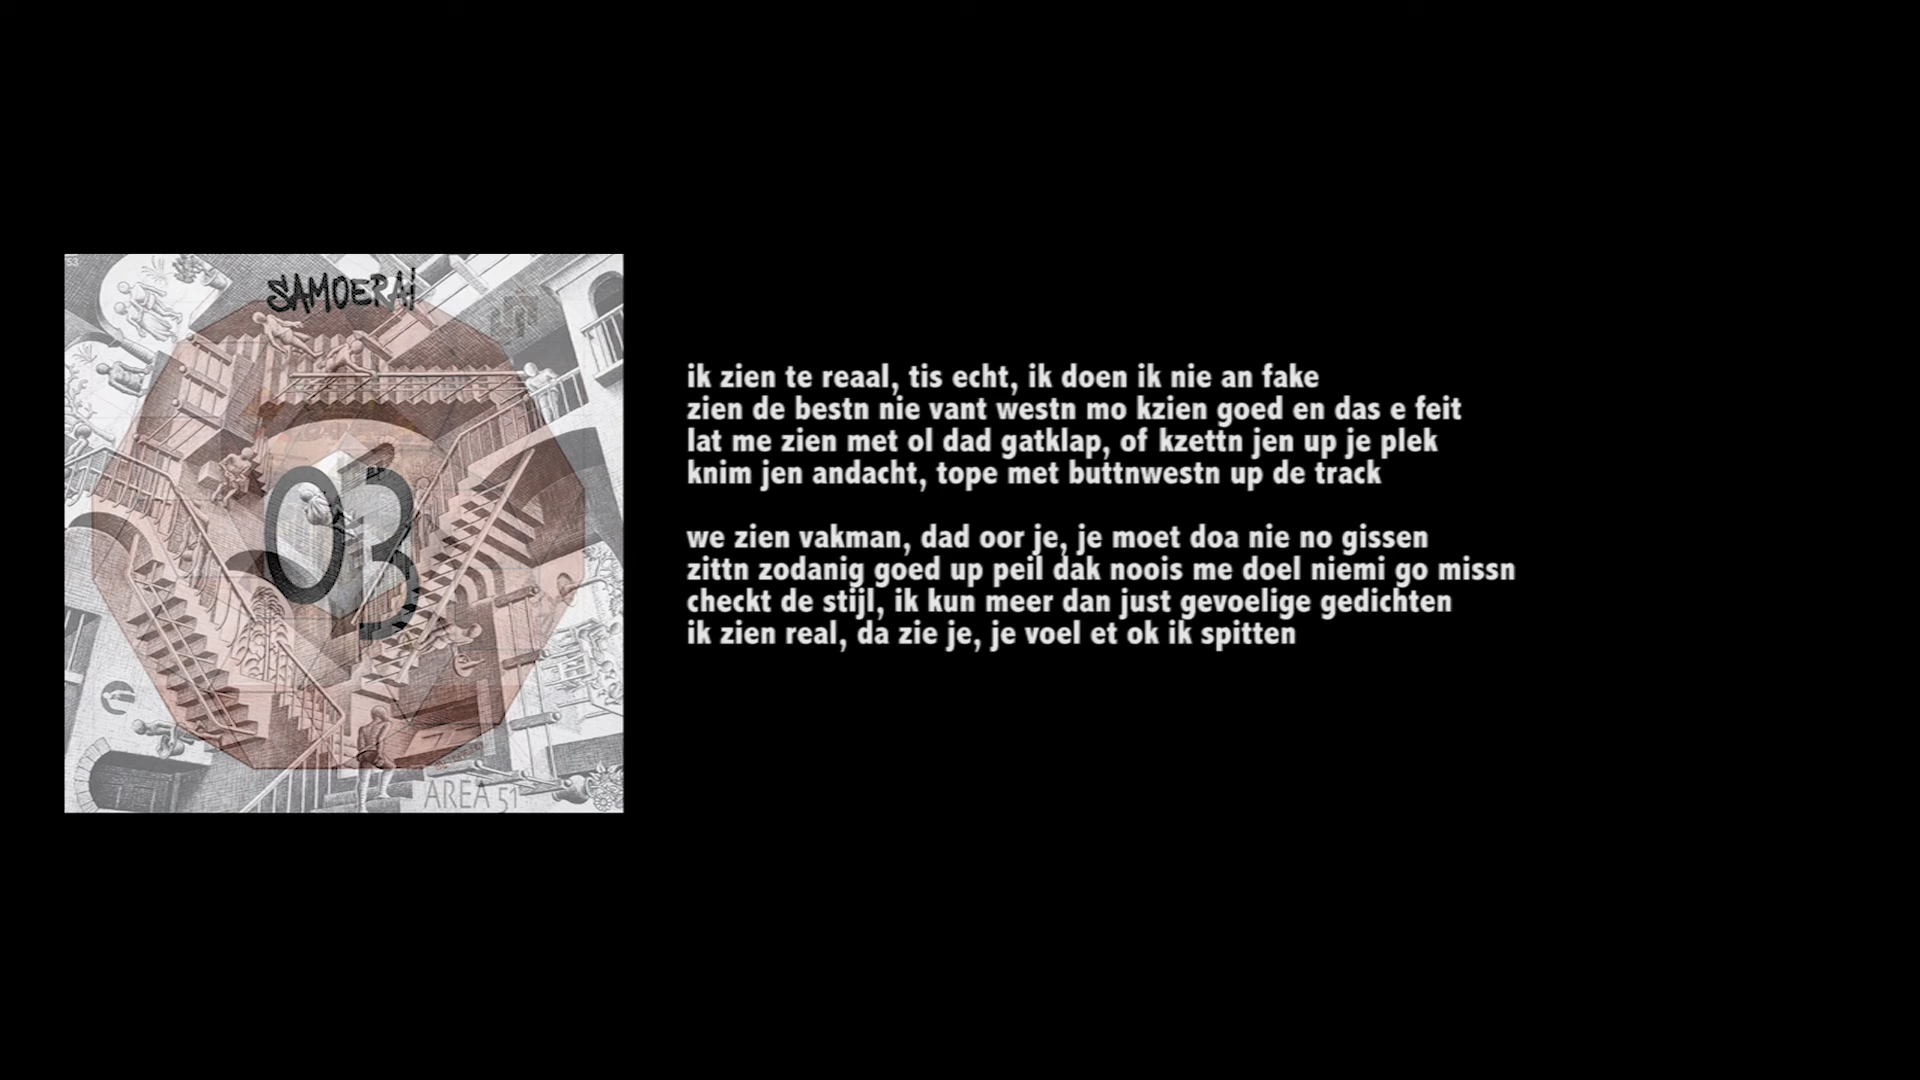 SAMOERAI
03
AREA 51
ik zien te reaal, tis echt, ik doen ik nie an fake
zien de bestn nie vant westn mo kzien goed en das e feit
lat me zien met ol dad gatklap, of kzettn jen up je plek
knim jen andacht, tope met buttnwestn up de track
we zien vakman, dad oor je, je moet doa nie no gissen
zittn zodanig goed up peil dak noois me doel niemi go missn
checkt de stijl, ik kun meer dan just gevoelige gedichten
ik zien real, da zie je, je voel et ok ik spitten